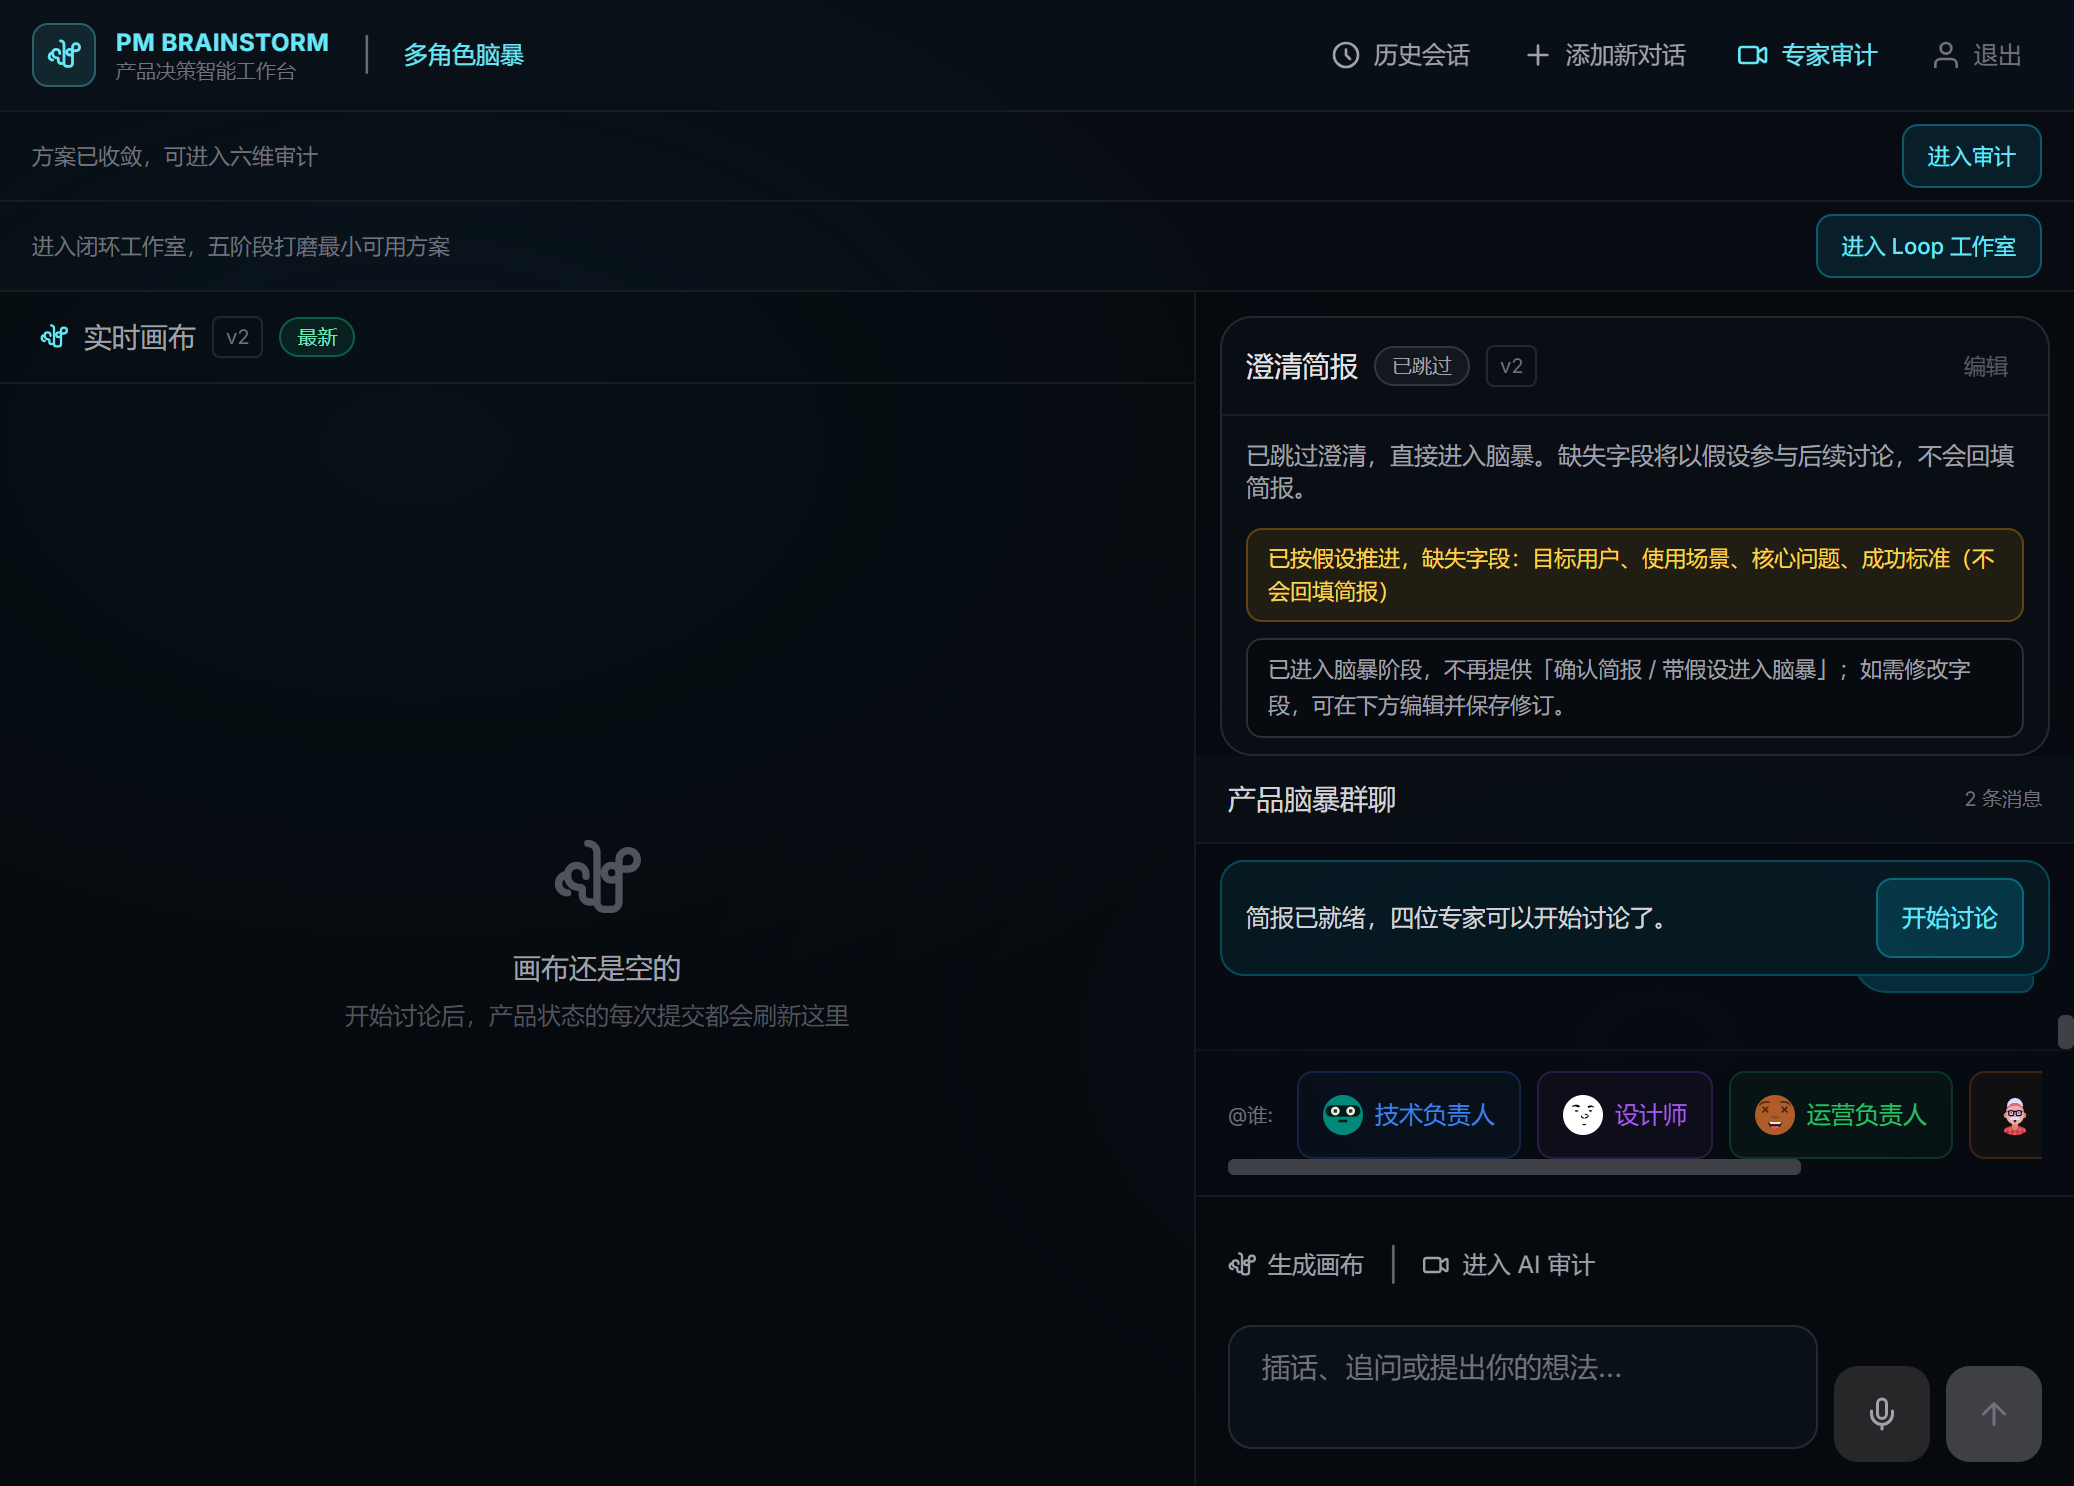 PM BRAINSTORM
产品决策智能工作台
多角色脑暴
历史会话
添加新对话
专家审计
退出
方案已收敛，可进入六维审计
进入审计
进入闭环工作室，五阶段打磨最小可用方案
进入 Loop 工作室
实时画布
v2
最新
画布还是空的
开始讨论后，产品状态的每次提交都会刷新这里
澄清简报
已跳过
v2
编辑
已跳过澄清，直接进入脑暴。缺失字段将以假设参与后续讨论，不会回填
简报。
已按假设推进，缺失字段：目标用户、使用场景、核心问题、成功标准（不
会回填简报）
已进入脑暴阶段，不再提供「确认简报 / 带假设进入脑暴」；如需修改字
段，可在下方编辑并保存修订。
产品脑暴群聊
2 条消息
简报已就绪，四位专家可以开始讨论了。
开始讨论
@谁:
技术负责人
设计师
运营负责人
生成画布
进入 AI 审计
插话、追问或提出你的想法...